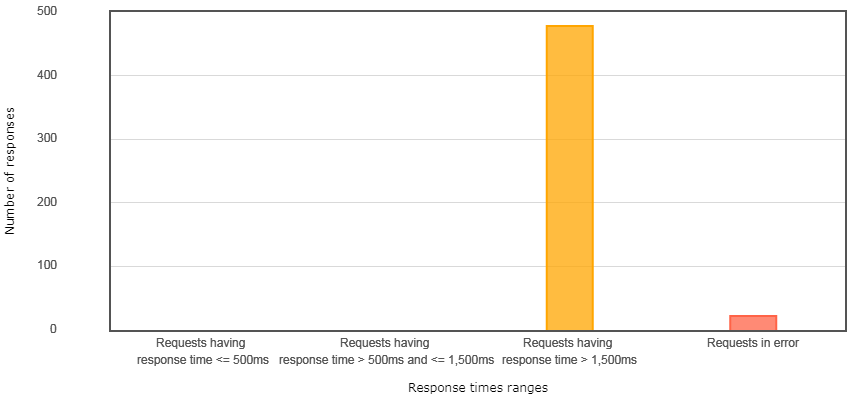 Number of responses
500
400
300
200
100
0
Requests having
response time <= 500ms
Requests having
response time > 500ms and <= 1,500ms
Requests having
response time > 1,500ms
Requests in error
Response times ranges